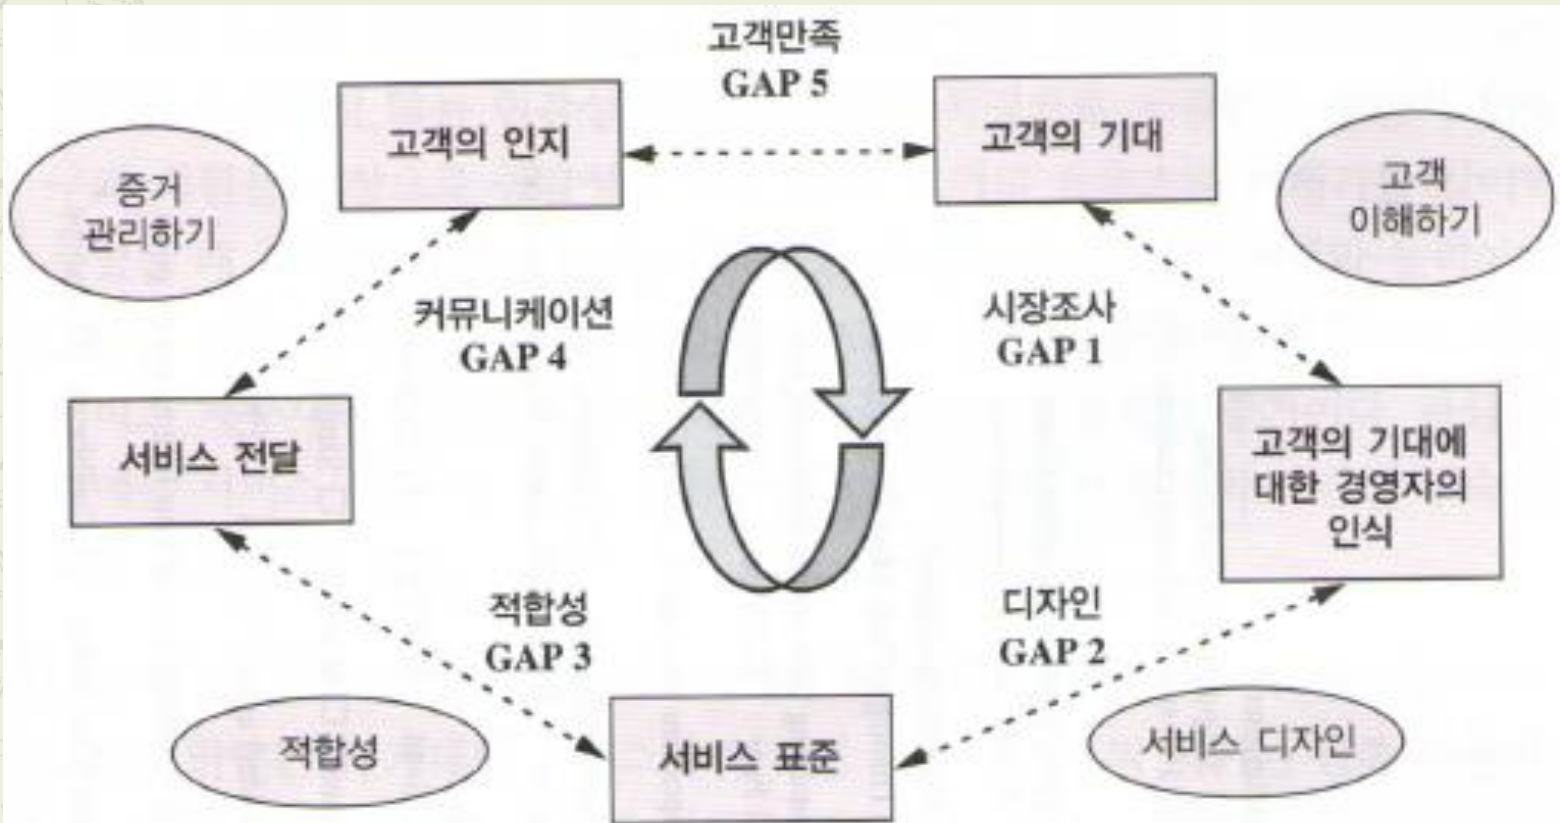 고객만족
GAP 5
고객의 인지
고객의 기대
증거
관리하기
고객
이해하기
커뮤니케이션
GAP 4
시장조사
GAP 1
서비스 전달
고객의 기대에
대한 경영자의
인식
적합성
GAP 3
디자인
GAP 2
적합성
서비스 표준
서비스 디자인